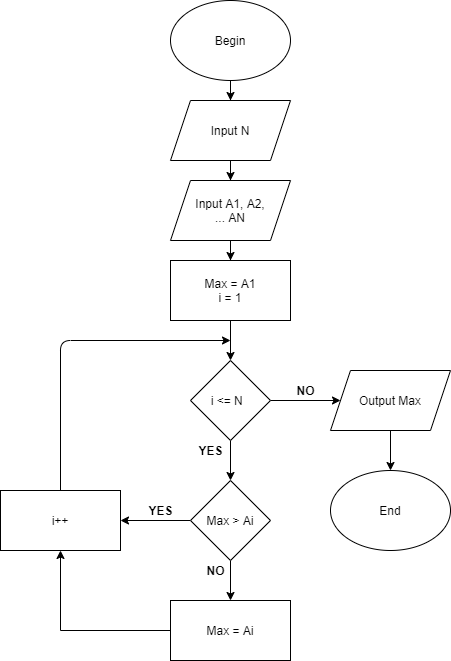 Begin
Input N
Input A1, A2,
... AN
Max = A1
i = 1
i <= N
NO
Output Max
YES
End
Max > Ai
YES
i++
NO
Max = Ai